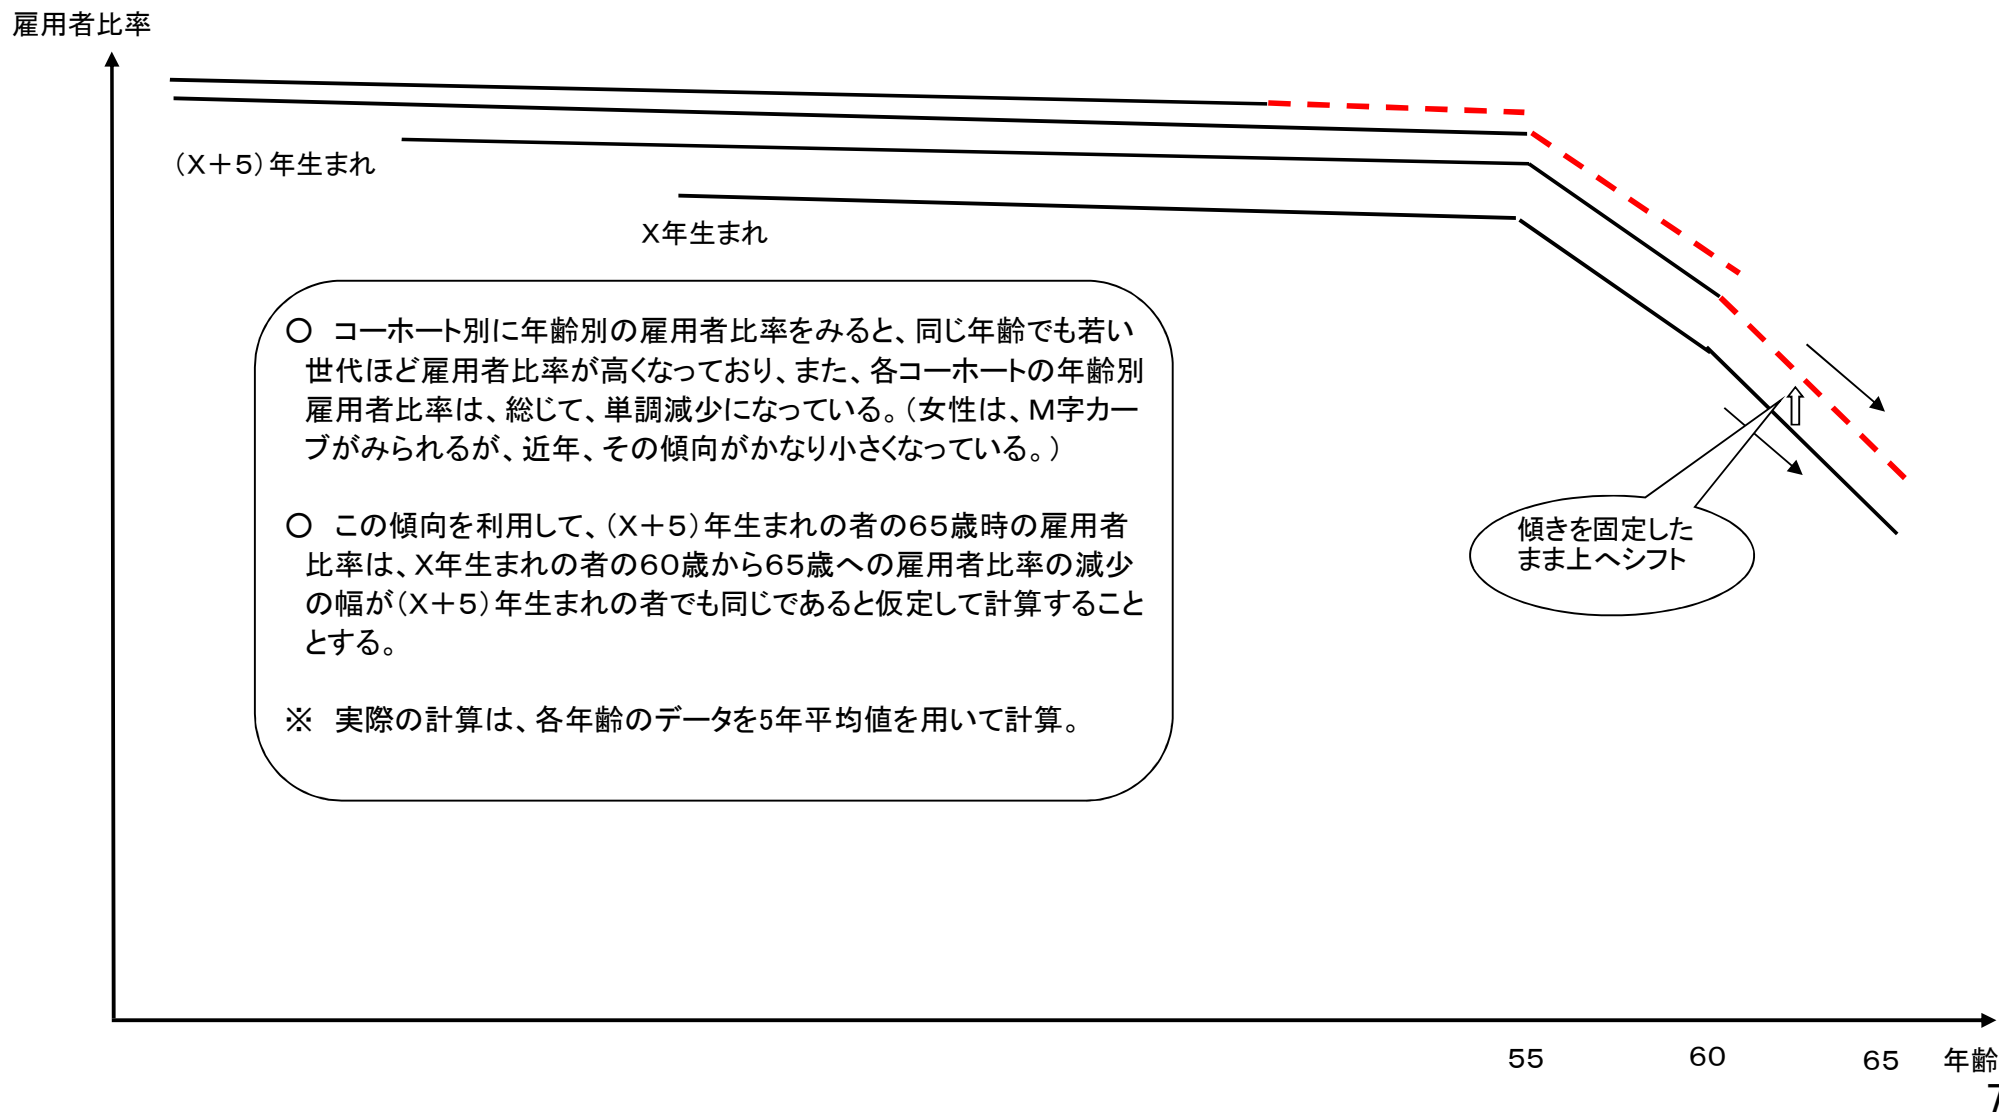 雇用者比率
(X+5)年生まれ
X年生まれ
○ コーホート別に年齢別の雇用者比率をみると、同じ年齢でも若い
世代ほど雇用者比率が高くなっており、また、各コーホートの年齢別
雇用者比率は、総じて、単調減少になっている。(女性は、M字カー
ブがみられるが、近年、その傾向がかなり小さくなっている。)
○ この傾向を利用して、(X+5)年生まれの者の65歳時の雇用者
比率は、X年生まれの者の60歳から65歳への雇用者比率の減少
の幅が(X+5)年生まれの者でも同じであると仮定して計算すること
とする。
※ 実際の計算は、各年齢のデータを5年平均値を用いて計算。
傾きを固定した
まま上へシフト
55 60 65 年齢